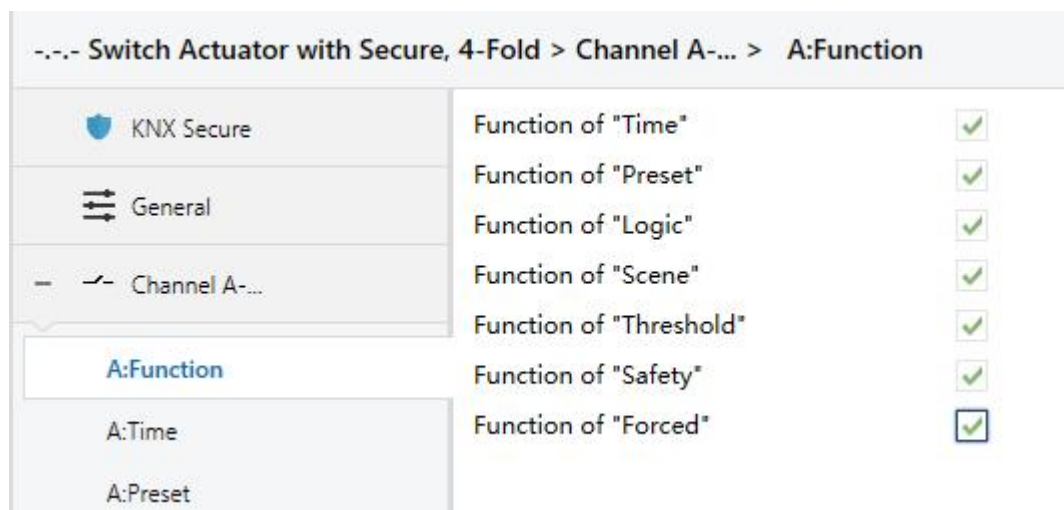 -.-.- Switch Actuator with Secure, 4-Fold > Channel A-... > A:Function
KNX Secure
General
Channel A-...
A:Function
A:Time
A:Preset
Function of "Time"
Function of "Preset"
Function of "Logic"
Function of "Scene"
Function of "Threshold"
Function of "Safety"
Function of "Forced"